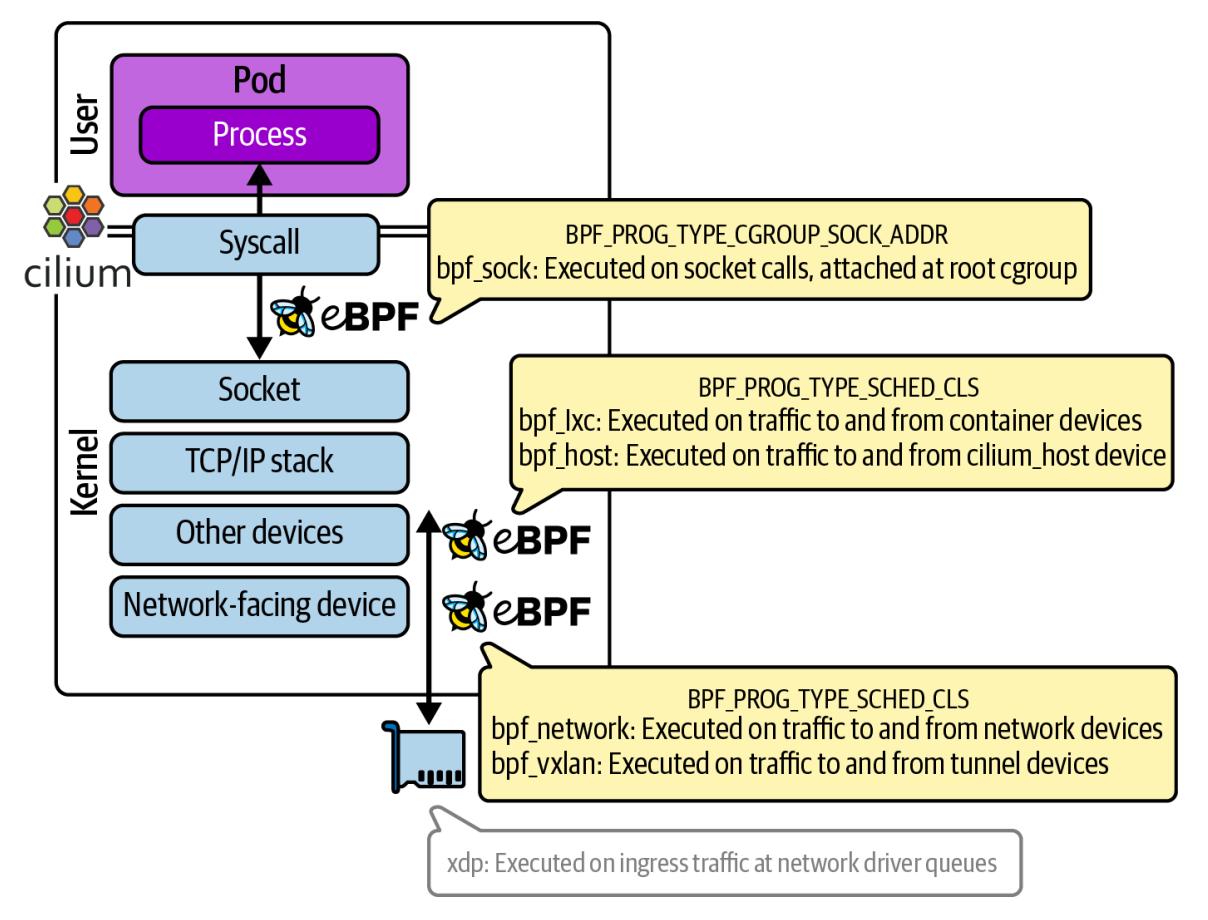 User
Pod
Process
cilium
Syscall
BPF_PROG_TYPE_CGROUP_SOCK_ADDR
bpf_sock: Executed on socket calls, attached at root cgroup
eBPF
Kernel
Socket
TCP/IP stack
Other devices
Network-facing device
BPF_PROG_TYPE_SCHED_CLS
bpf_lxc: Executed on traffic to and from container devices
bpf_host: Executed on traffic to and from cilium_host device
eBPF
eBPF
BPF_PROG_TYPE_SCHED_CLS
bpf_network: Executed on traffic to and from network devices
bpf_vxlan: Executed on traffic to and from tunnel devices
xdp: Executed on ingress traffic at network driver queues